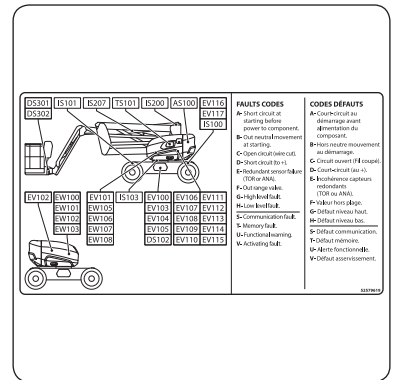 DS301 IS101 IS207 TS101 IS200 AS100 EV116
DS302
EV117
IS100
EV102 EW100 EV101 IS103 EV100 EV106 EV111
EW101 EW105 EV103 EV107 EV112
EW102 EW106 EV104 EV108 EV113
EW103 EW107 EV105 EV109 EV114
EW108 DS102 EV110 EV115
FAULTS CODES
A- Short circuit at
starting before
power to component.
B- Out neutral movement
at starting.
C- Open circuit (wire cut).
D- Short circuit (to +).
E- Redundant sensor failure
(TOR or ANA).
F- Out range value.
G- High level fault.
H- Low level fault.
S- Communication fault.
T- Memory fault.
U- Functional warning.
V- Activating fault.
CODES DÉFAUTS
A- Court-circuit au
démarrage avant
alimentation du
composant.
B- Hors neutre mouvement
au démarrage.
C- Circuit ouvert (Fil coupé).
D- Court-circuit (au +).
E- Incohérence capteurs
redondants
(TOR ou ANA).
F- Valeur hors plage.
G- Défaut niveau haut.
H- Défaut niveau bas.
S- Défaut communication.
T- Défaut mémoire.
U- Alerte fonctionnelle.
V- Défaut asservissement.
52579619